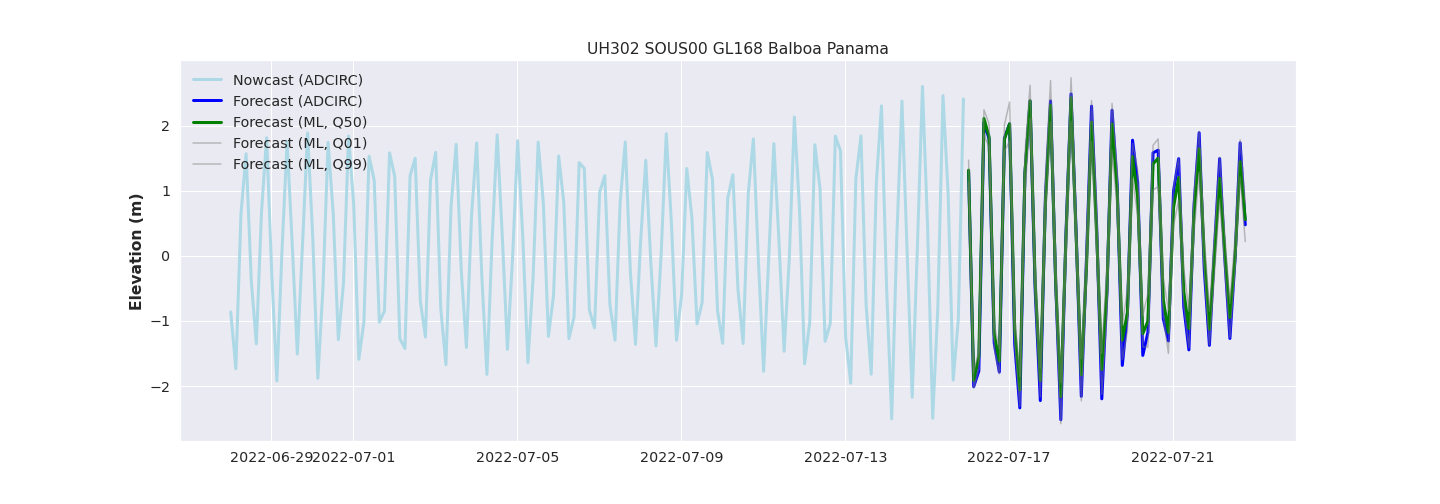 UH302 SOUS00 GL168 Balboa Panama
Nowcast (ADCIRC)
Forecast (ADCIRC)
Forecast (ML, Q50)
Forecast (ML, Q01)
Forecast (ML, Q99)
Elevation (m)
2
1
0
−1
−2
2022-06-29
2022-07-01
2022-07-05
2022-07-09
2022-07-13
2022-07-17
2022-07-21